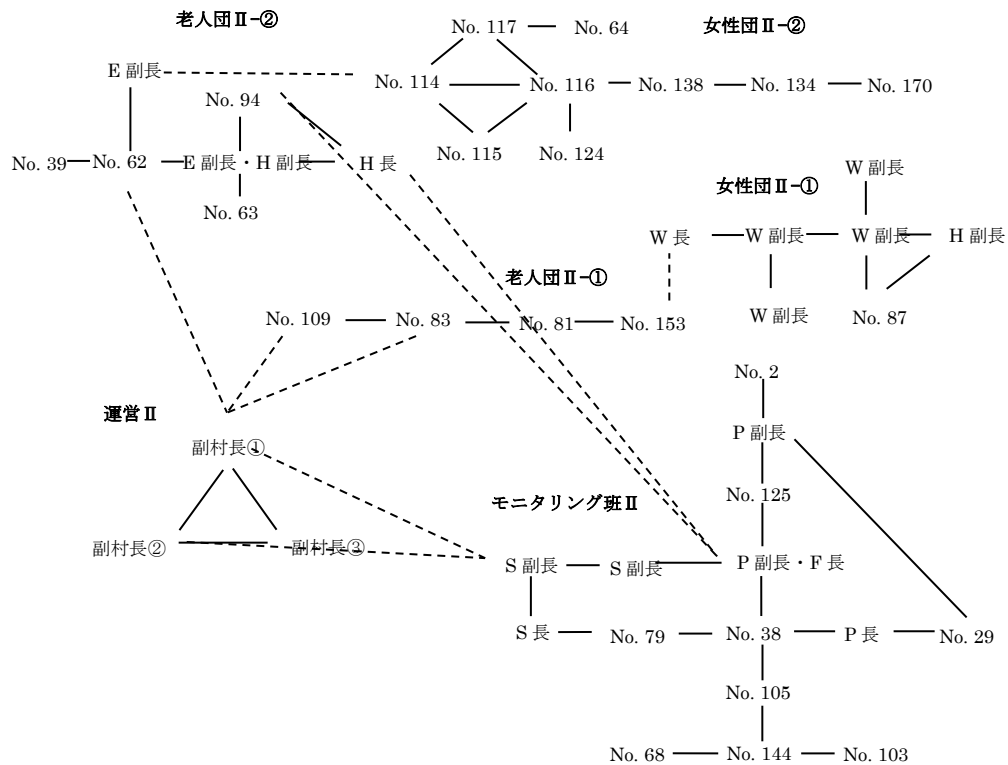 老人団Ⅱ-②
No. 117
No. 64
女性団Ⅱ-②
E 副長
No. 114
No. 116
No. 138
No. 134
No. 170
No. 94
No. 115
No. 124
No. 39
No. 62
E 副長・H 副長
H 長
No. 63
女性団Ⅱ-①
W 副長
W 長
W 副長
W 副長
H 副長
老人団Ⅱ-①
No. 109
No. 83
No. 81
No. 153
W 副長
No. 87
No. 2
運営Ⅱ
副村長①
P 副長
モニタリング班Ⅱ
No. 125
副村長②
副村長③
S 副長
S 副長
P 副長・F 長
S 長
No. 79
No. 38
P 長
No. 29
No. 105
No. 68
No. 144
No. 103